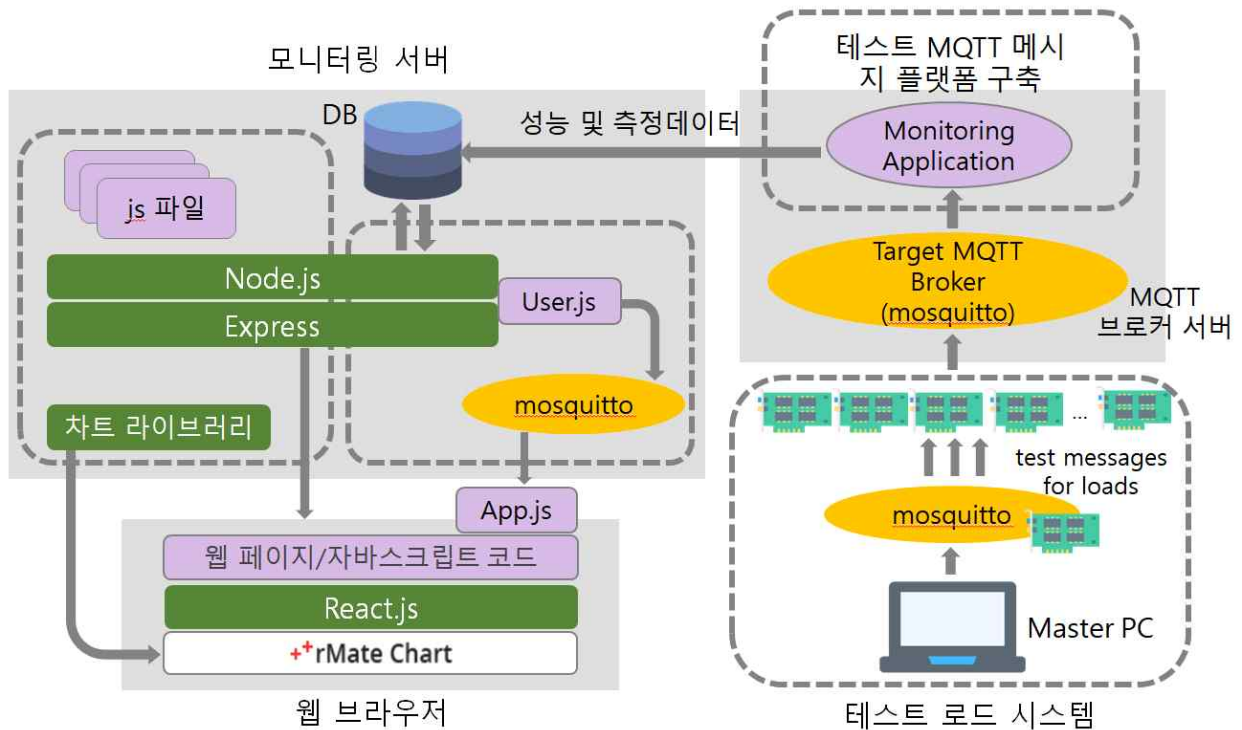 모니터링 서버
DB
js 파일
Node.js
Express
User.js
mosquitto
차트 라이브러리
성능 및 측정데이터
테스트 MQTT 메시
지 플랫폼 구축
Monitoring
Application
Target MQTT
Broker
(mosquitto)
MQTT
브로커 서버
...
test messages
for loads
mosquitto
Master PC
테스트 로드 시스템
App.js
웹 페이지/자바스크립트 코드
React.js
rMate Chart
웹 브라우저